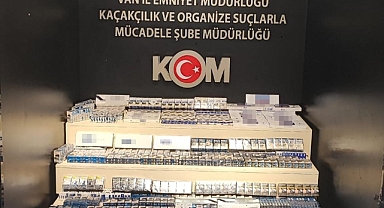 VAN İL EMNİYET MÜDÜRLÜĞÜ
KAÇAKÇILIK VE ORGANİZE SUÇLARLA
MÜCADELE ŞUBE MÜDÜRLÜĞÜ
KOM